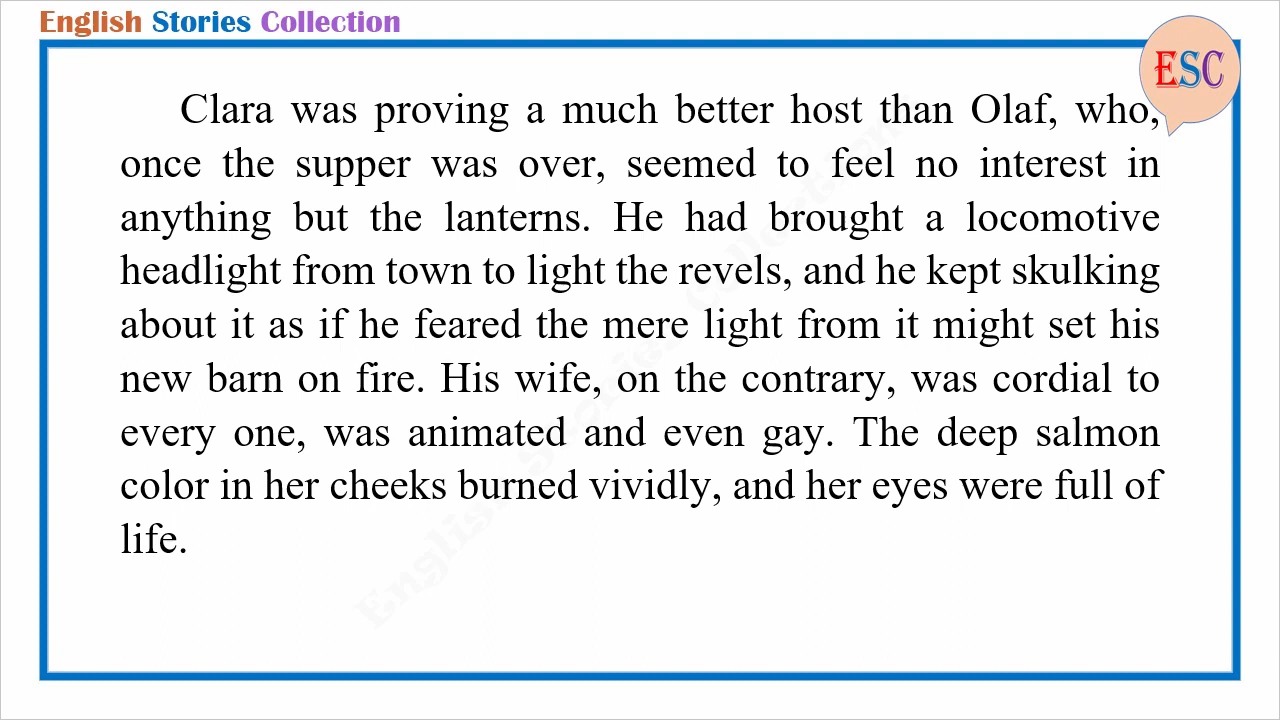 English Stories Collection
ESC
Clara was proving a much better host than Olaf, who,
once the supper was over, seemed to feel no interest in
anything but the lanterns. He had brought a locomotive
headlight from town to light the revels, and he kept skulking
about it as if he feared the mere light from it might set his
new barn on fire. His wife, on the contrary, was cordial to
every one, was animated and even gay. The deep salmon
color in her cheeks burned vividly, and her eyes were full of
life.
English Stories Collection